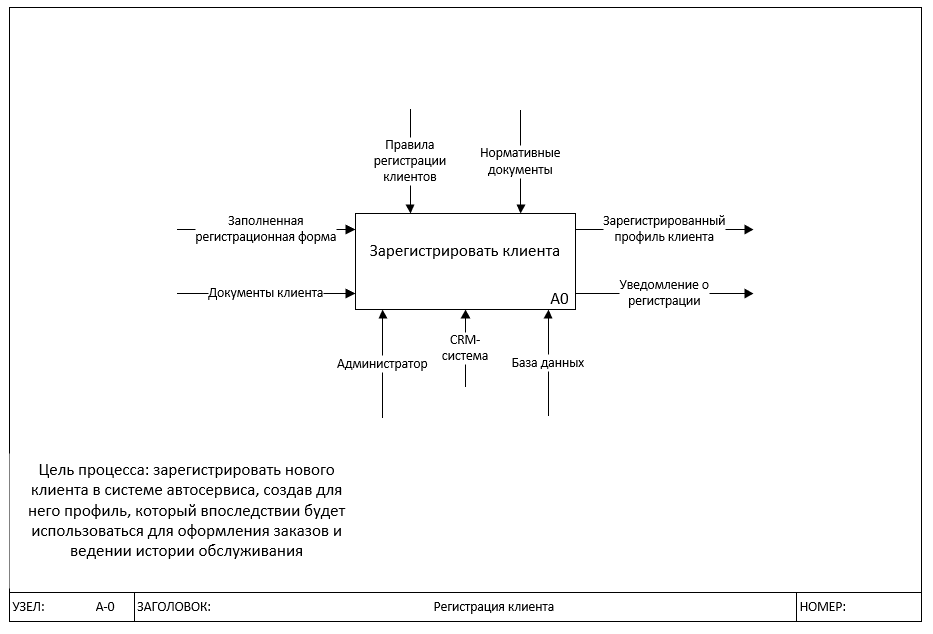 Правила
регистрации
клиентов
Нормативные
документы
Заполненная
регистрационная форма
Зарегистрированный
профиль клиента
Зарегистрировать клиента
Документы клиента
Уведомление о
регистрации
A0
Администратор
CRM-
система
База данных
Цель процесса: зарегистрировать нового
клиента в системе автосервиса, создав для
него профиль, который впоследствии будет
использоваться для оформления заказов и
ведении истории обслуживания
УЗЕЛ: A-0 ЗАГОЛОВОК: Регистрация клиента НОМЕР: